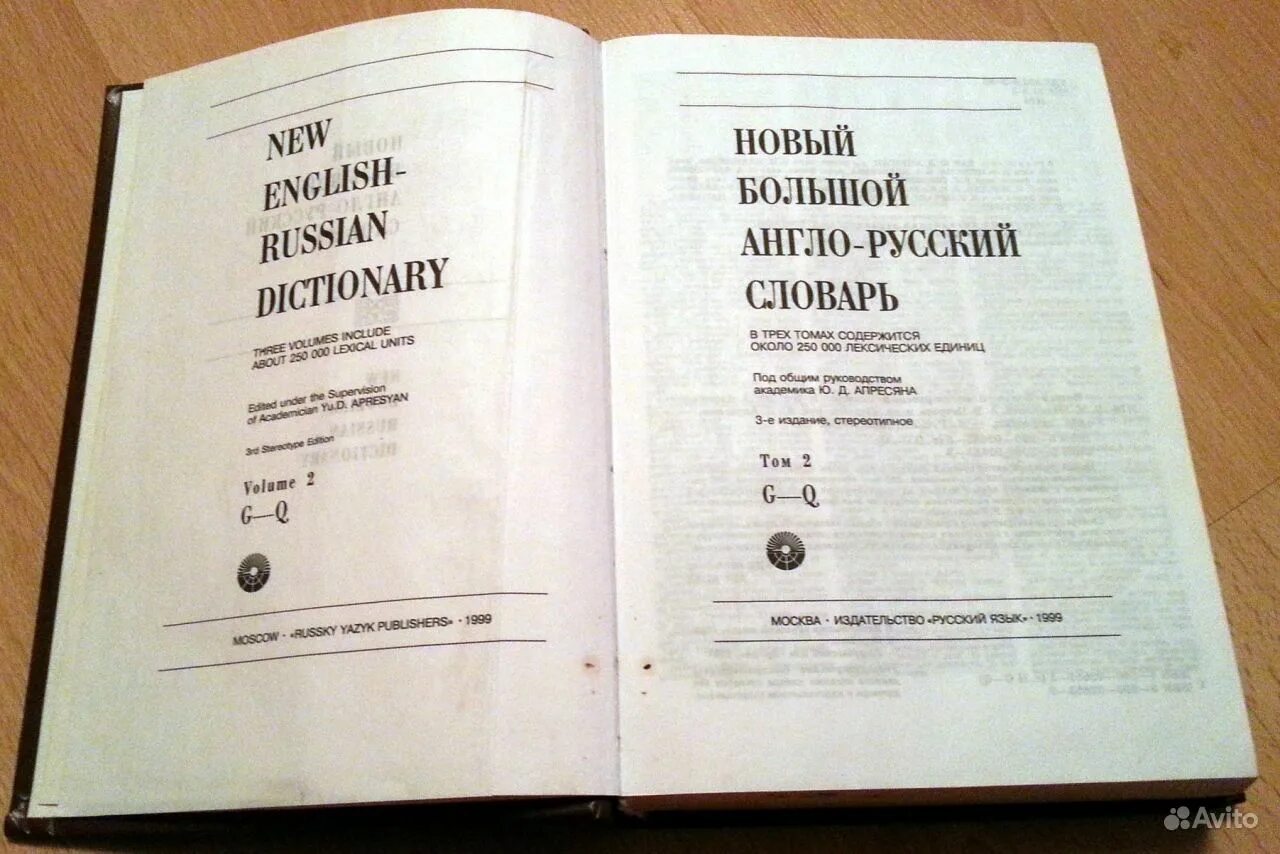 NEW
ENGLISH-
RUSSIAN
DICTIONARY
THREE VOLUMES INCLUDE
ABOUT 250 000 LEXICAL UNITS
Edited under the Supervision
of Academician Yu.D. APRESYAN
3rd Stereotype Edition
Volume 2
G—Q
MOSCOW · «RUSSKY YAZYK PUBLISHERS» · 1999
НОВЫЙ
БОЛЬШОЙ
АНГЛО-РУССКИЙ
СЛОВАРЬ
В ТРЕХ ТОМАХ СОДЕРЖИТСЯ
ОКОЛО 250 000 ЛЕКСИЧЕСКИХ ЕДИНИЦ
Под общим руководством
академика Ю. Д. АПРЕСЯНА
3-е издание, стереотипное
Том 2
G—Q
МОСКВА · ИЗДАТЕЛЬСТВО «РУССКИЙ ЯЗЫК» · 1999
Avito